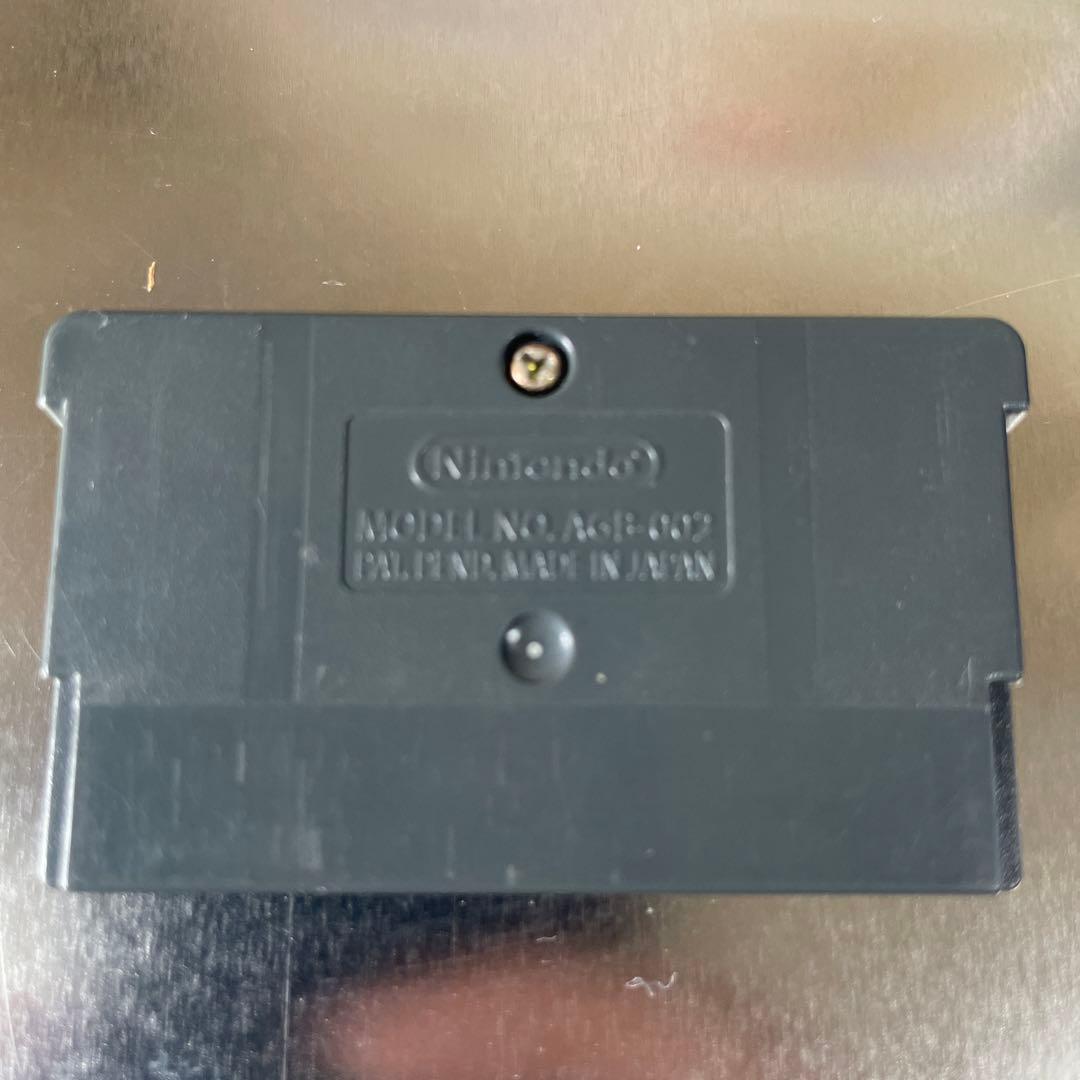 Nintendo
MODEL NO. AGB-002
PAT. PEND. MADE IN JAPAN